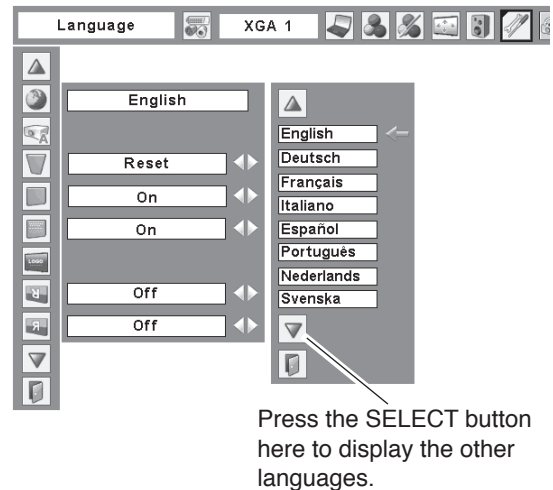 Language
XGA 1
English
Reset
On
On
Off
Off
English
Deutsch
Français
Italiano
Español
Português
Nederlands
Svenska
Press the SELECT button
here to display the other
languages.